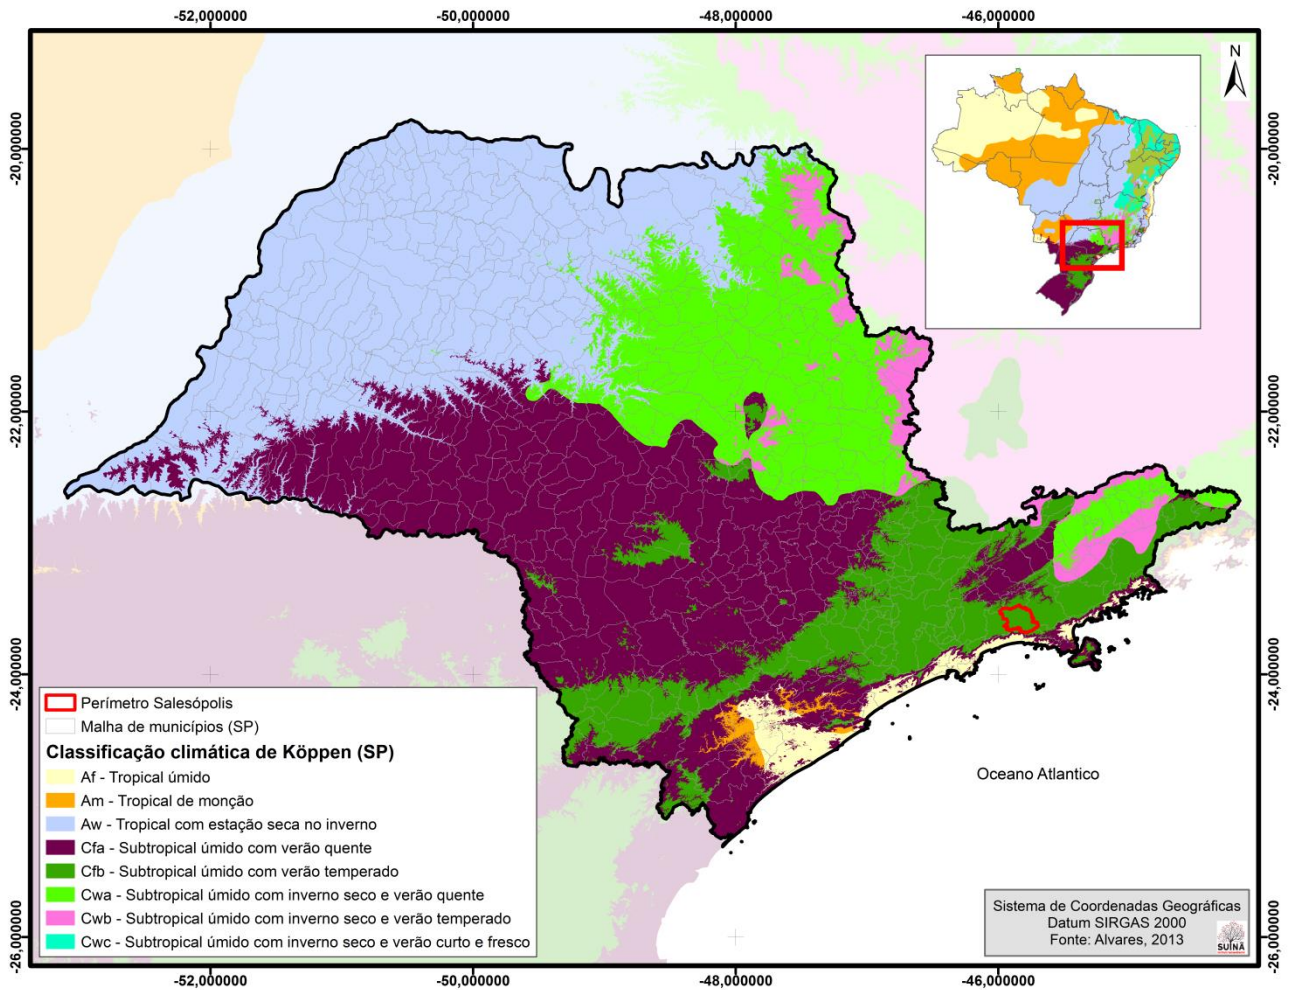 -52,000000
-50,000000
-48,000000
-46,000000
N
-20,000000
-20,000000
-22,000000
-22,000000
-24,000000
-24,000000
Perímetro Salesópolis
Malha de municípios (SP)
Classificação climática de Köppen (SP)
Af - Tropical úmido
Am - Tropical de monção
Aw - Tropical com estação seca no inverno
Cfa - Subtropical úmido com verão quente
Cfb - Subtropical úmido com verão temperado
Cwa - Subtropical úmido com inverno seco e verão quente
Cwb - Subtropical úmido com inverno seco e verão temperado
Cwc - Subtropical úmido com inverno seco e verão curto e fresco
Oceano Atlantico
Sistema de Coordenadas Geográficas
Datum SIRGAS 2000
Fonte: Alvares, 2013
SUINÃ
-26,000000
-26,000000
-52,000000
-50,000000
-48,000000
-46,000000